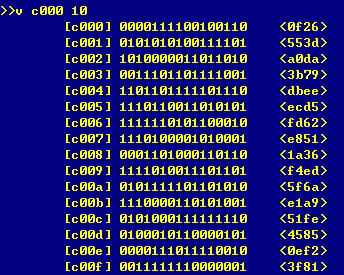 >>v c000 10
[c000] 0000111100100110 <0f26>
[c001] 0101010100111101 <553d>
[c002] 1010000011011010 <a0da>
[c003] 0011101101111001 <3b79>
[c004] 1101101111101110 <dbee>
[c005] 1110110011010101 <ecd5>
[c006] 1111110101100010 <fd62>
[c007] 1110100001010001 <e851>
[c008] 0001101000110110 <1a36>
[c009] 1111010011101101 <f4ed>
[c00a] 0101111101101010 <5f6a>
[c00b] 1110000110101001 <e1a9>
[c00c] 0101000111111110 <51fe>
[c00d] 0100010110000101 <4585>
[c00e] 0000111011110010 <0ef2>
[c00f] 0011111110000001 <3f81>